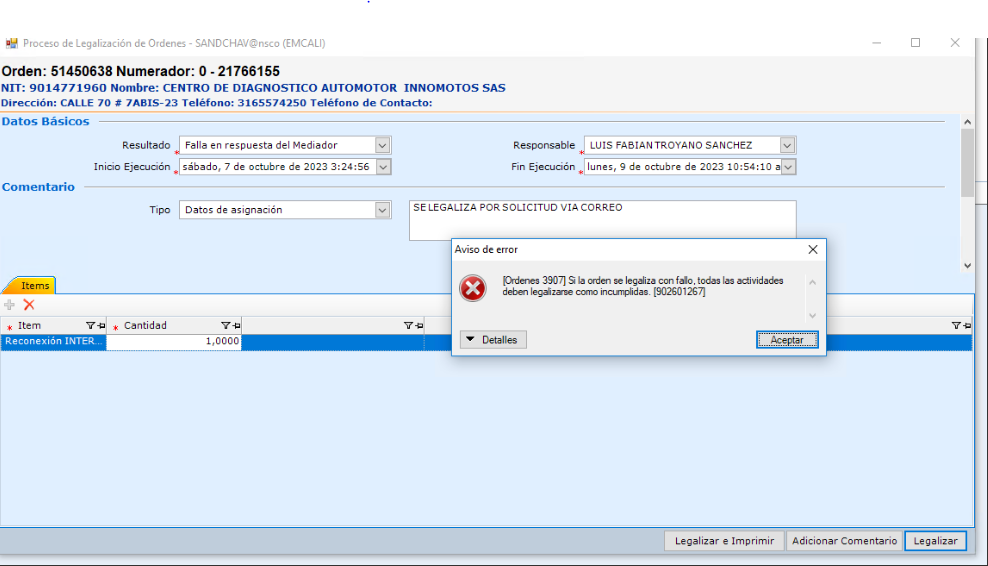 Proceso de Legalización de Ordenes - SANDCHAV@nsco (EMCALI)
Orden: 51450638 Numerador: 0 - 21766155
NIT: 9014771960 Nombre: CENTRO DE DIAGNOSTICO AUTOMOTOR  INNOMOTOS SAS
Dirección: CALLE 70 # 7ABIS-23 Teléfono: 3165574250 Teléfono de Contacto:
Datos Básicos
Resultado * Falla en respuesta del Mediador Responsable * LUIS FABIAN TROYANO SANCHEZ
Inicio Ejecución * sábado, 7 de octubre de 2023 3:24:56 Fin Ejecución * lunes, 9 de octubre de 2023 10:54:10 a
Comentario
Tipo Datos de asignación SE LEGALIZA POR SOLICITUD VIA CORREO
Aviso de error
[Ordenes 3907] Si la orden se legaliza con fallo, todas las actividades
deben legalizarse como incumplidas. [902601267]
Detalles Aceptar
Items
* Item * Cantidad
Reconexión INTER... 1,0000
Legalizar e Imprimir Adicionar Comentario Legalizar